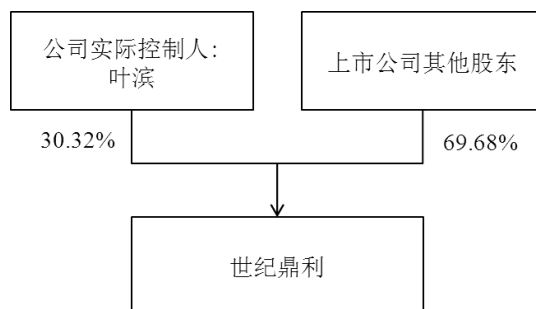 公司实际控制人：
叶滨
上市公司其他股东
30.32%
69.68%
世纪鼎利